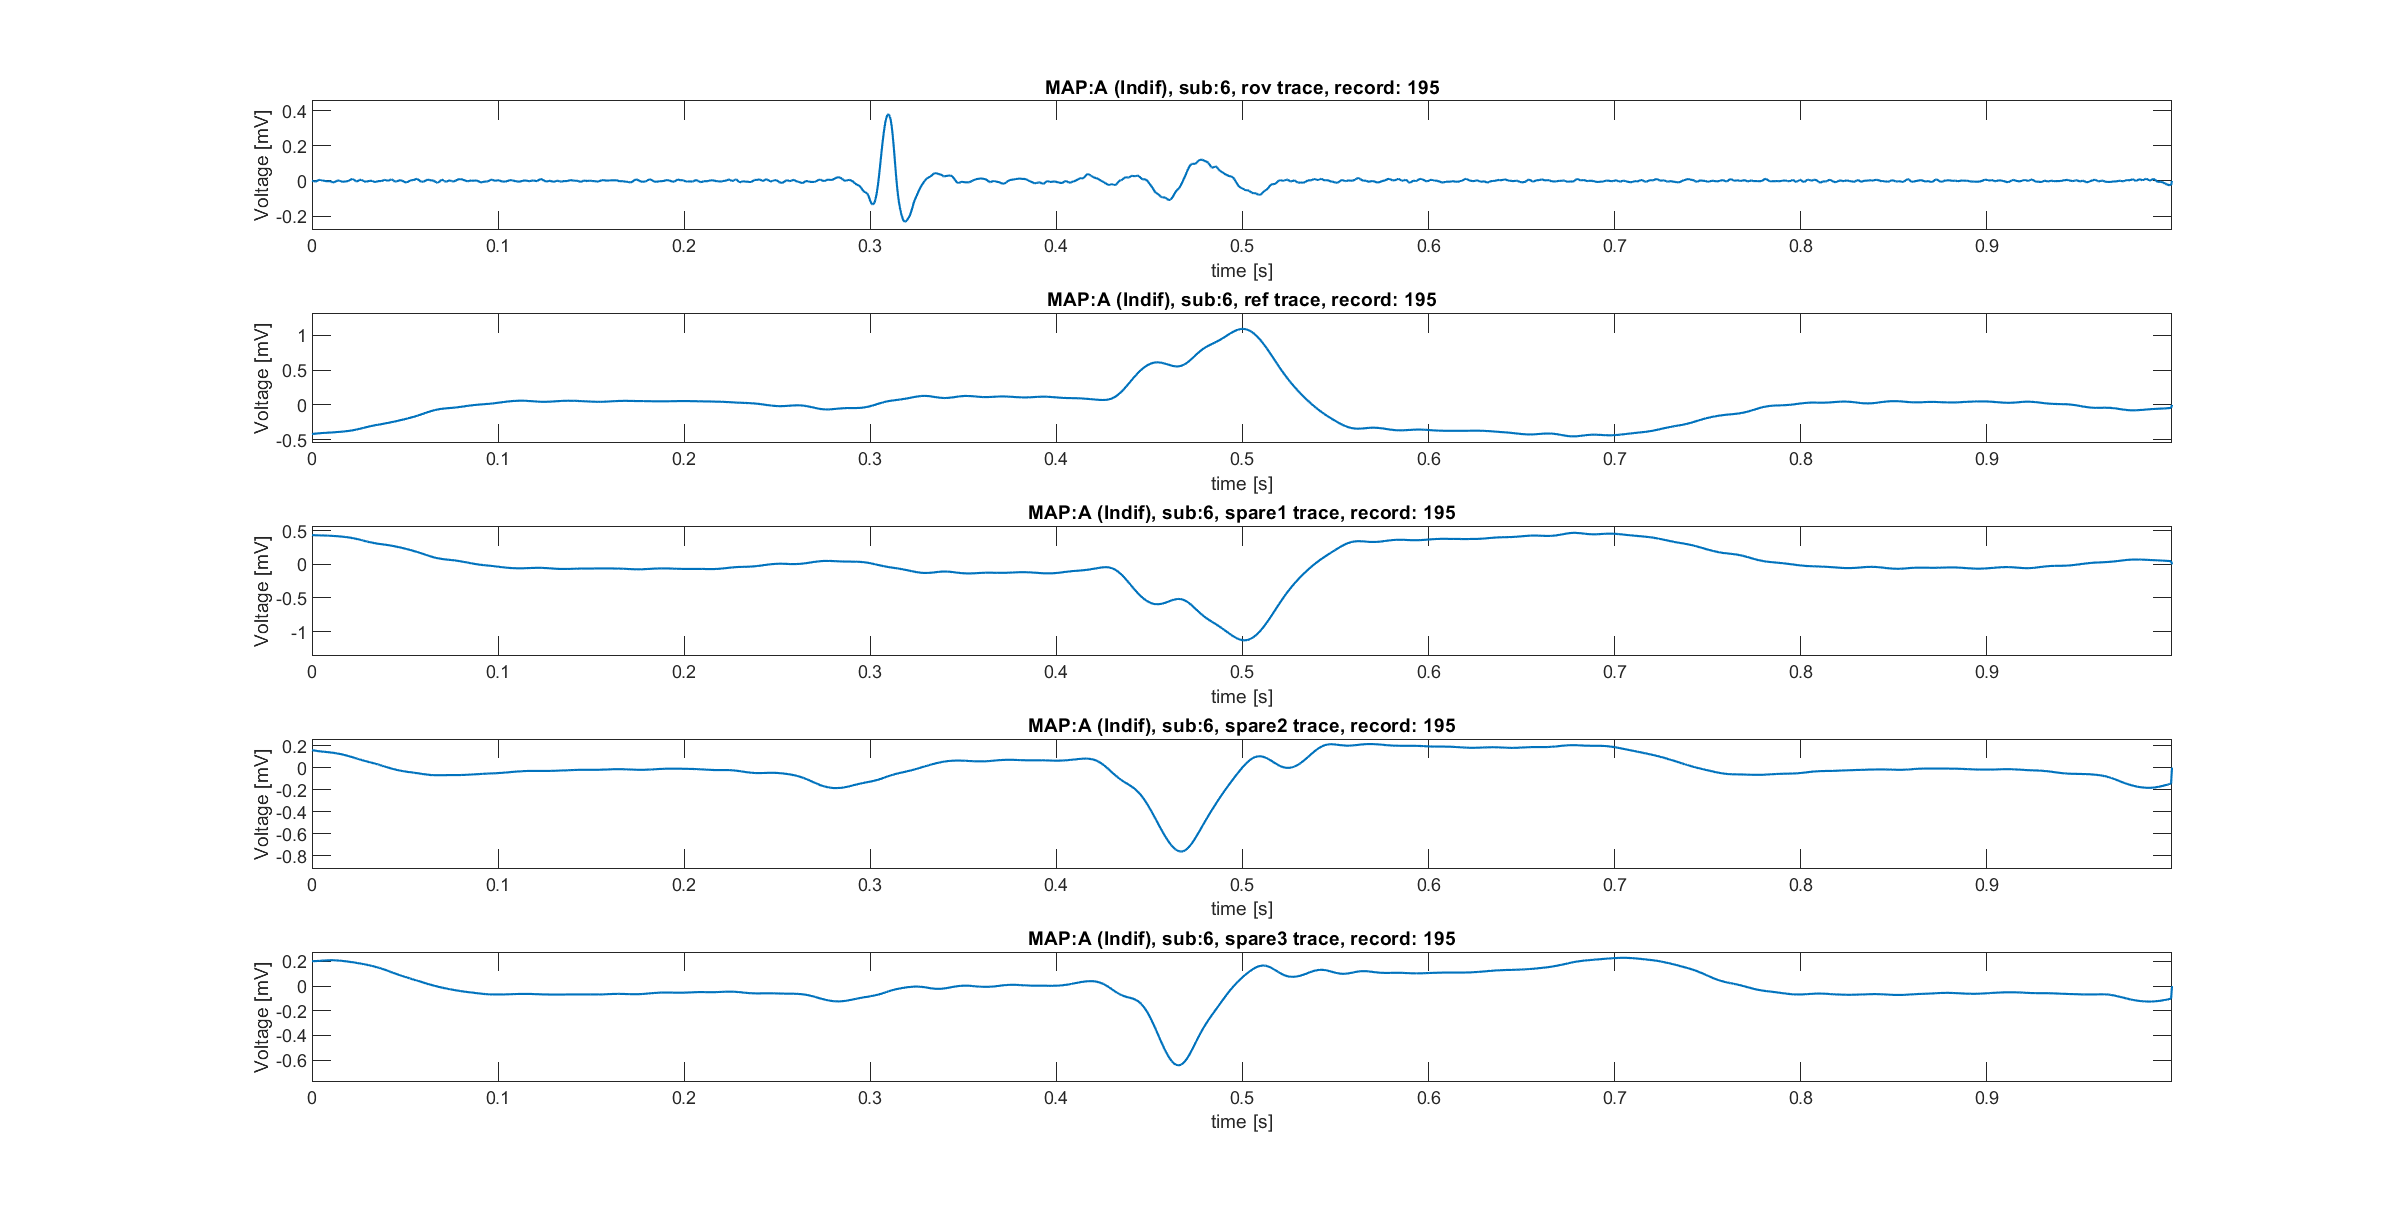 MAP:A (Indif), sub:6, rov trace, record: 195
Voltage [mV]
0.4
0.2
0
-0.2
0 0.1 0.2 0.3 0.4 0.5 0.6 0.7 0.8 0.9
time [s]
MAP:A (Indif), sub:6, ref trace, record: 195
Voltage [mV]
1
0.5
0
-0.5
0 0.1 0.2 0.3 0.4 0.5 0.6 0.7 0.8 0.9
time [s]
MAP:A (Indif), sub:6, spare1 trace, record: 195
Voltage [mV]
0.5
0
-0.5
-1
0 0.1 0.2 0.3 0.4 0.5 0.6 0.7 0.8 0.9
time [s]
MAP:A (Indif), sub:6, spare2 trace, record: 195
Voltage [mV]
0.2
0
-0.2
-0.4
-0.6
-0.8
0 0.1 0.2 0.3 0.4 0.5 0.6 0.7 0.8 0.9
time [s]
MAP:A (Indif), sub:6, spare3 trace, record: 195
Voltage [mV]
0.2
0
-0.2
-0.4
-0.6
0 0.1 0.2 0.3 0.4 0.5 0.6 0.7 0.8 0.9
time [s]